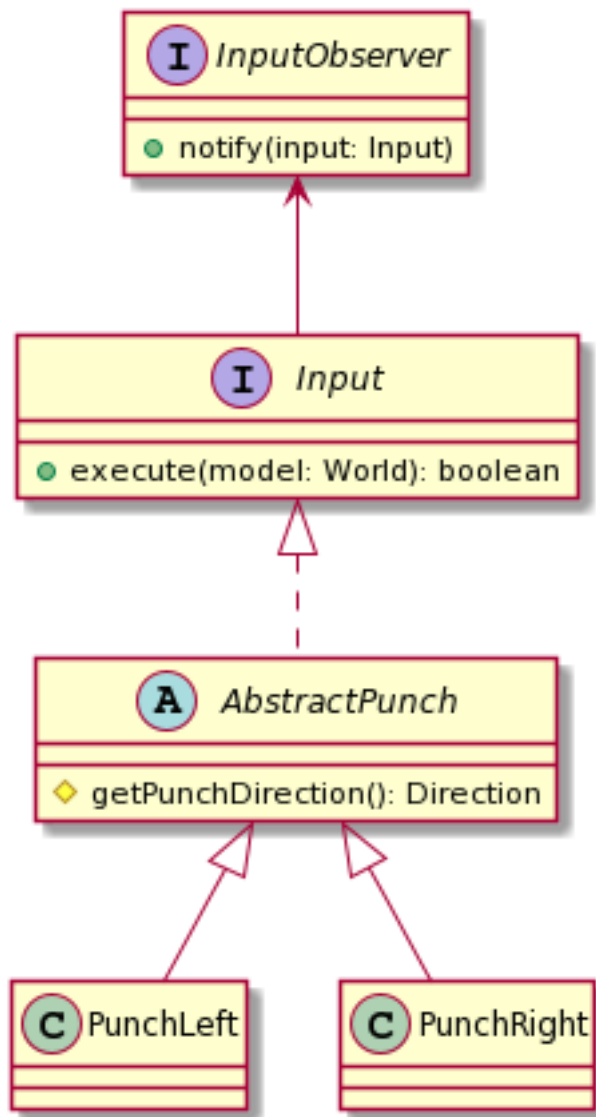 I InputObserver
notify(input: Input)
I Input
execute(model: World): boolean
A AbstractPunch
getPunchDirection(): Direction
C PunchLeft
C PunchRight